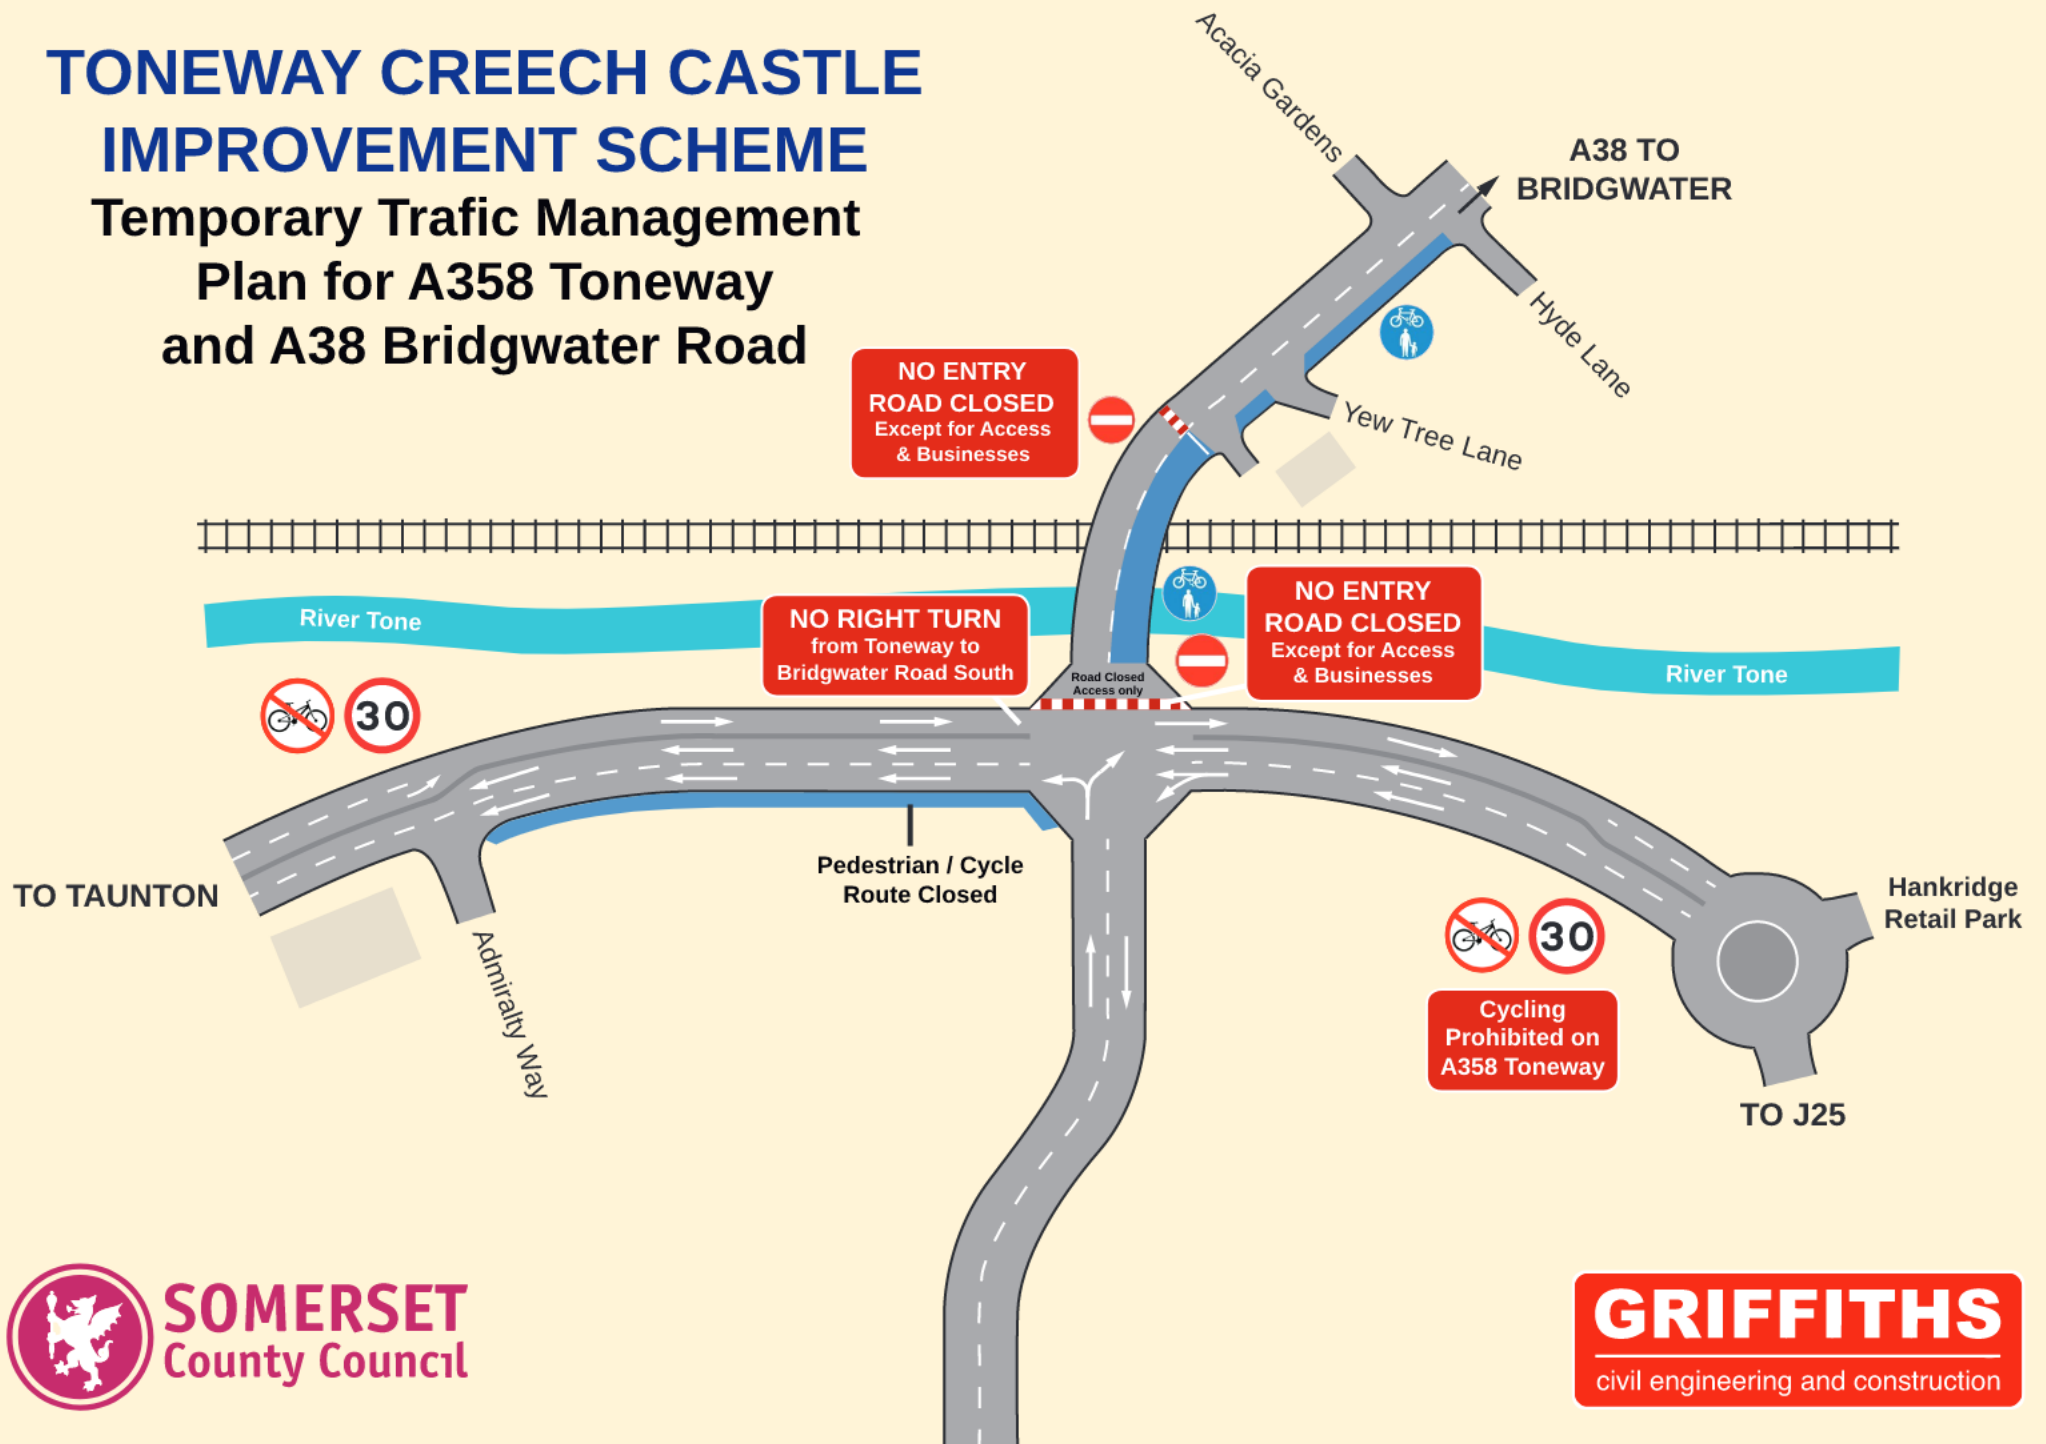 TONEWAY CREECH CASTLE
IMPROVEMENT SCHEME
Temporary Trafic Management
Plan for A358 Toneway
and A38 Bridgwater Road
Acacia Gardens
A38 TO
BRIDGWATER
Hyde Lane
Yew Tree Lane
NO ENTRY
ROAD CLOSED
Except for Access
& Businesses
River Tone
NO RIGHT TURN
from Toneway to
Bridgwater Road South
NO ENTRY
ROAD CLOSED
Except for Access
& Businesses
River Tone
Road Closed
Access only
30
Pedestrian / Cycle
Route Closed
TO TAUNTON
Admiralty Way
Hankridge
Retail Park
30
Cycling
Prohibited on
A358 Toneway
TO J25
SOMERSET
County Council
GRIFFITHS
civil engineering and construction